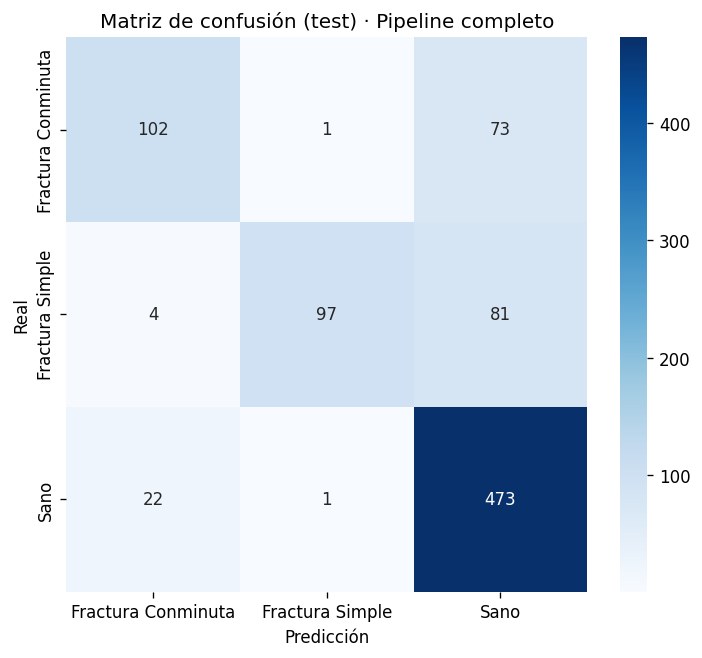 Matriz de confusión (test) · Pipeline completo
Real
Fractura Conminuta
102 1 73
Fractura Simple
4 97 81
Sano
22 1 473
Fractura Conminuta Fractura Simple Sano
Predicción
400
300
200
100